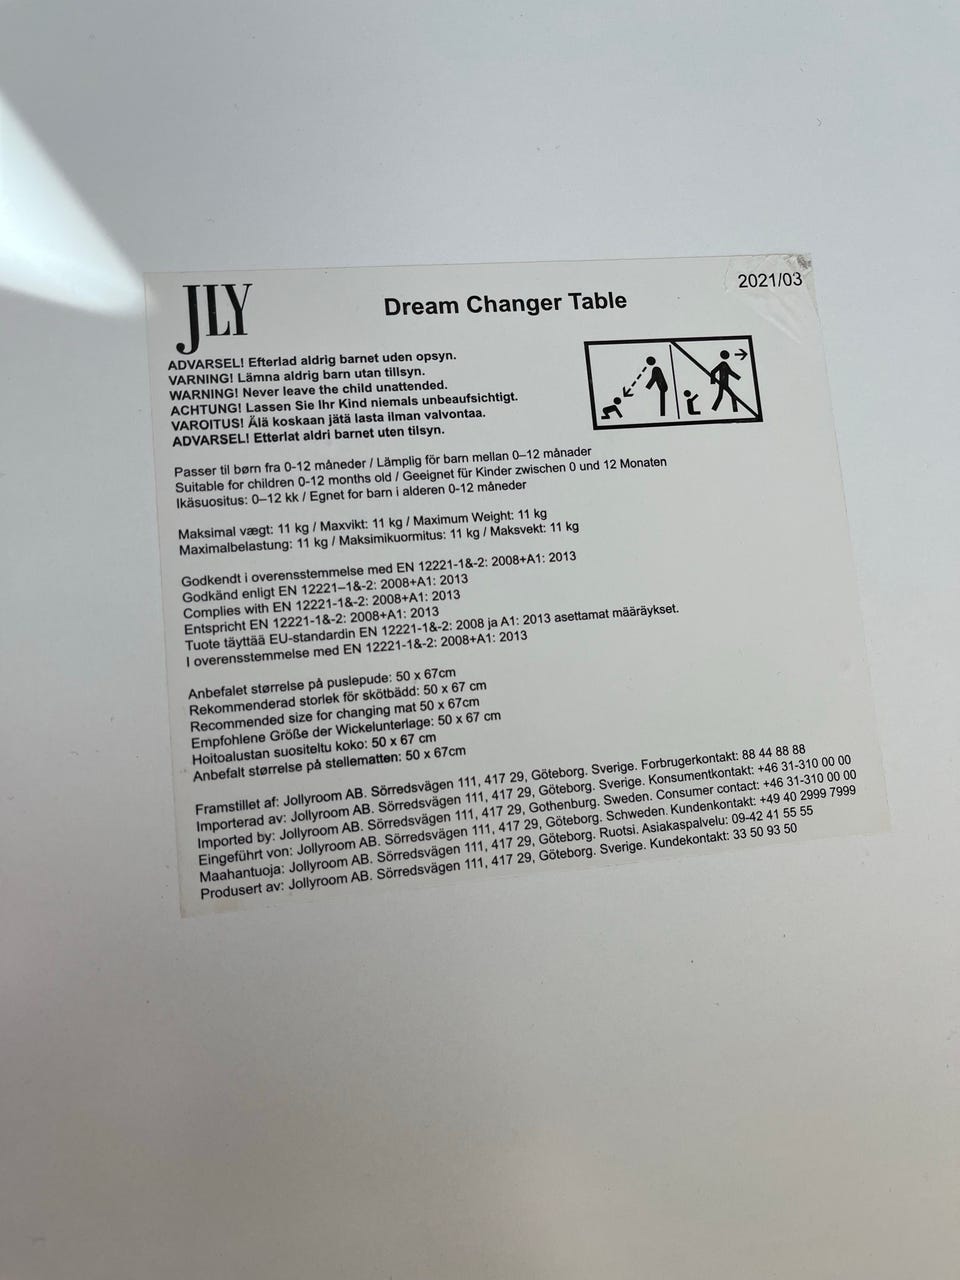 JLY
Dream Changer Table
2021/03
ADVARSEL! Efterlad aldrig barnet uden opsyn.
VARNING! Lämna aldrig barn utan tillsyn.
WARNING! Never leave the child unattended.
ACHTUNG! Lassen Sie Ihr Kind niemals unbeaufsichtigt.
VAROITUS! Älä koskaan jätä lasta ilman valvontaa.
ADVARSEL! Etterlat aldri barnet uten tilsyn.
Passer til børn fra 0-12 måneder / Lämplig för barn mellan 0–12 månader
Suitable for children 0-12 months old / Geeignet für Kinder zwischen 0 und 12 Monaten
Ikäsuositus: 0–12 kk / Egnet for barn i alderen 0-12 måneder
Maksimal vægt: 11 kg / Maxvikt: 11 kg / Maximum Weight: 11 kg
Maximalbelastung: 11 kg / Maksimikuormitus: 11 kg / Maksvekt: 11 kg
Godkendt i overensstemmelse med EN 12221-1&-2: 2008+A1: 2013
Godkänd enligt EN 12221–1&-2: 2008+A1: 2013
Complies with EN 12221-1&-2: 2008+A1: 2013
Entspricht EN 12221-1&-2: 2008+A1: 2013
Tuote täyttää EU-standardin EN 12221-1&-2: 2008 ja A1: 2013 asettamat määräykset.
I overensstemmelse med EN 12221-1&-2: 2008+A1: 2013
Anbefalet størrelse på puslepude: 50 x 67cm
Rekommenderad storlek för skötbädd: 50 x 67 cm
Recommended size for changing mat 50 x 67cm
Empfohlene Größe der Wickelunterlage: 50 x 67 cm
Hoitoalustan suositeltu koko: 50 x 67 cm
Anbefalt størrelse på stellematten: 50 x 67cm
Framstillet af: Jollyroom AB. Sörredsvägen 111, 417 29, Göteborg. Sverige. Forbrugerkontakt: 88 44 88 88
Importerad av: Jollyroom AB. Sörredsvägen 111, 417 29, Göteborg. Sverige. Konsumentkontakt: +46 31-310 00 00
Imported by: Jollyroom AB. Sörredsvägen 111, 417 29, Gothenburg. Sweden. Consumer contact: +46 31-310 00 00
Eingeführt von: Jollyroom AB. Sörredsvägen 111, 417 29, Göteborg. Schweden. Kundenkontakt: +49 40 2999 7999
Maahantuoja: Jollyroom AB. Sörredsvägen 111, 417 29, Göteborg. Ruotsi. Asiakaspalvelu: 09-42 41 55 55
Produsert av: Jollyroom AB. Sörredsvägen 111, 417 29, Göteborg. Sverige. Kundekontakt: 33 50 93 50